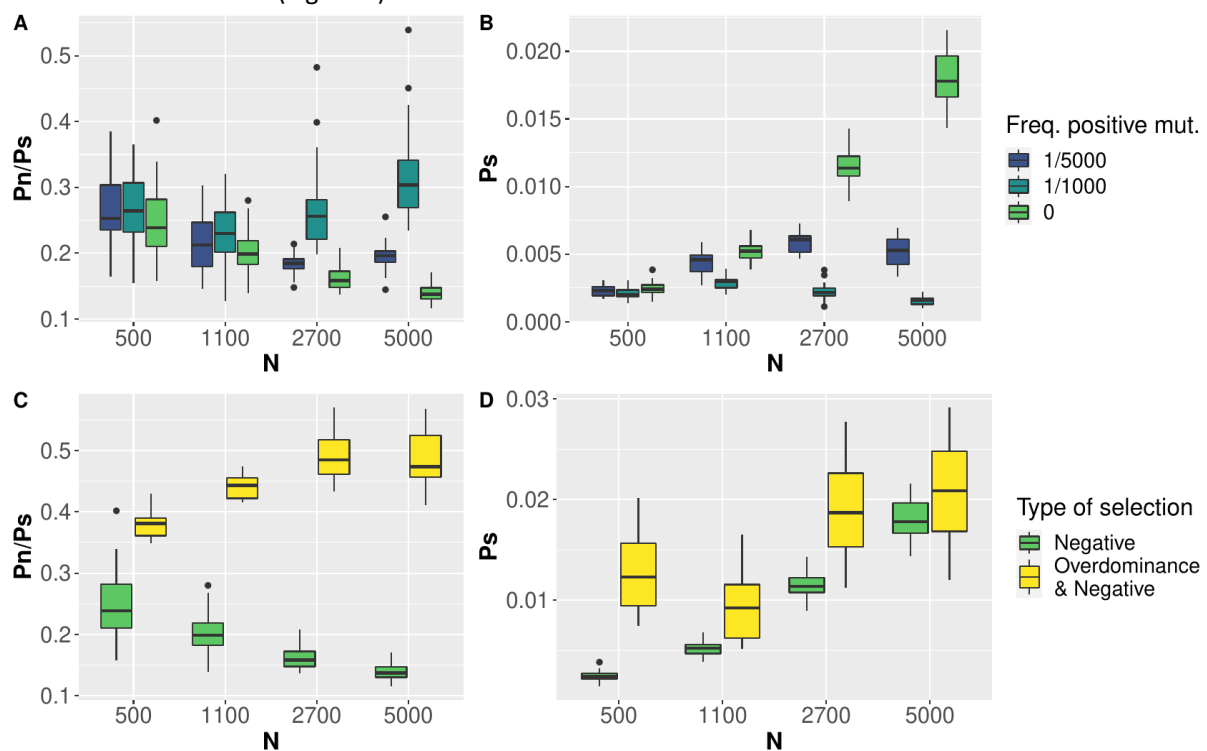 A
Pn/Ps
0.5
0.4
0.3
0.2
0.1
500
1100
2700
5000
N
B
Ps
0.020
0.015
0.010
0.005
0.000
500
1100
2700
5000
N
Freq. positive mut.
1/5000
1/1000
0
C
Pn/Ps
0.5
0.4
0.3
0.2
0.1
500
1100
2700
5000
N
D
Ps
0.03
0.02
0.01
500
1100
2700
5000
N
Type of selection
Negative
Overdominance
& Negative